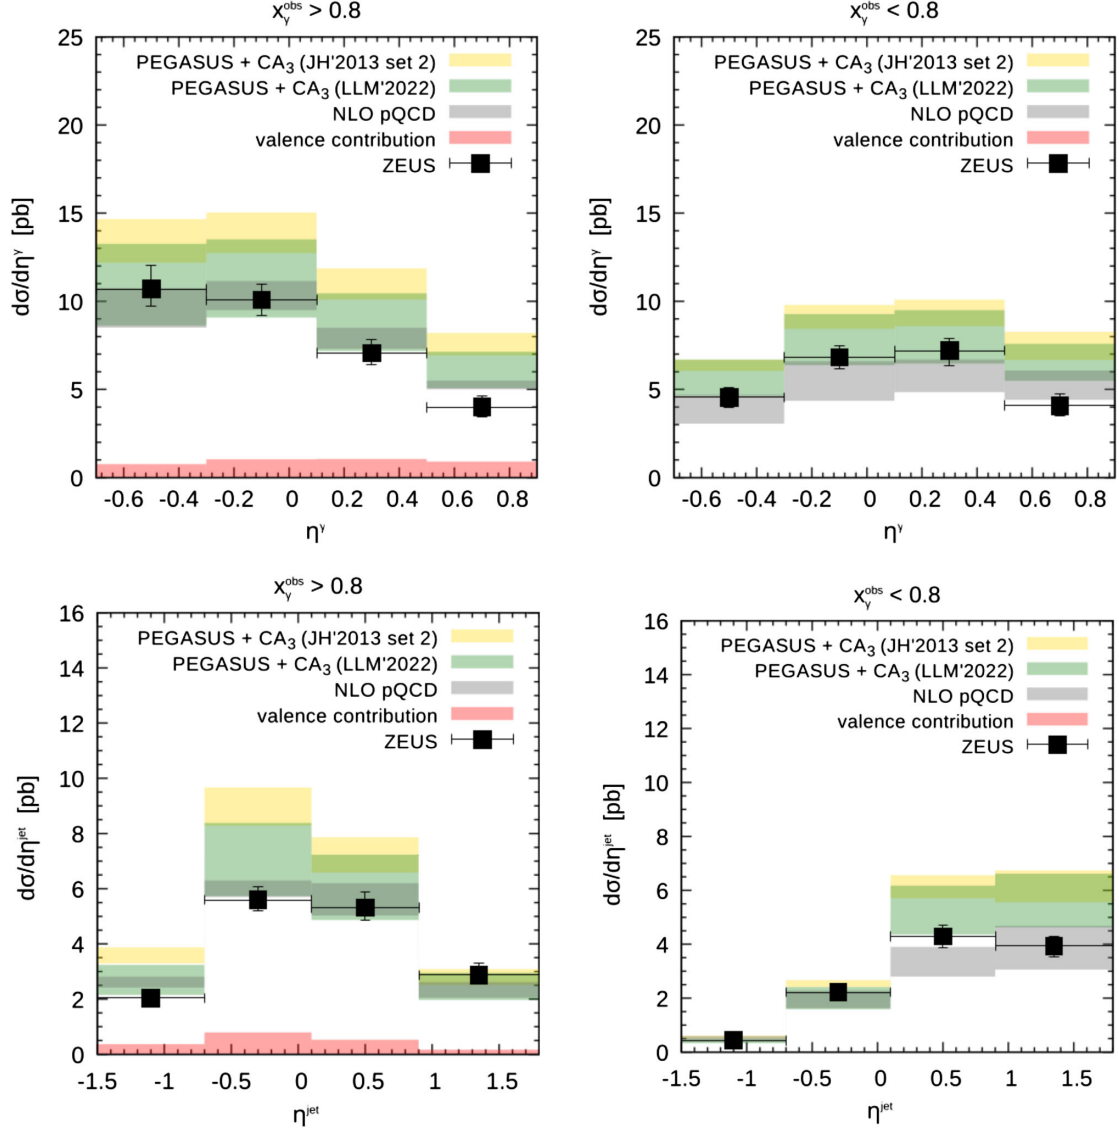 x_γ^obs > 0.8
25
20
15
10
5
0
dσ/dη^γ [pb]
PEGASUS + CA_3 (JH'2013 set 2)
PEGASUS + CA_3 (LLM'2022)
NLO pQCD
valence contribution
ZEUS
-0.6 -0.4 -0.2 0 0.2 0.4 0.6 0.8
η^γ
x_γ^obs < 0.8
25
20
15
10
5
0
dσ/dη^γ [pb]
PEGASUS + CA_3 (JH'2013 set 2)
PEGASUS + CA_3 (LLM'2022)
NLO pQCD
valence contribution
ZEUS
-0.6 -0.4 -0.2 0 0.2 0.4 0.6 0.8
η^γ
x_γ^obs > 0.8
16
14
12
10
8
6
4
2
0
dσ/dη^jet [pb]
PEGASUS + CA_3 (JH'2013 set 2)
PEGASUS + CA_3 (LLM'2022)
NLO pQCD
valence contribution
ZEUS
-1.5 -1 -0.5 0 0.5 1 1.5
η^jet
x_γ^obs < 0.8
16
14
12
10
8
6
4
2
0
dσ/dη^jet [pb]
PEGASUS + CA_3 (JH'2013 set 2)
PEGASUS + CA_3 (LLM'2022)
NLO pQCD
valence contribution
ZEUS
-1.5 -1 -0.5 0 0.5 1 1.5
η^jet